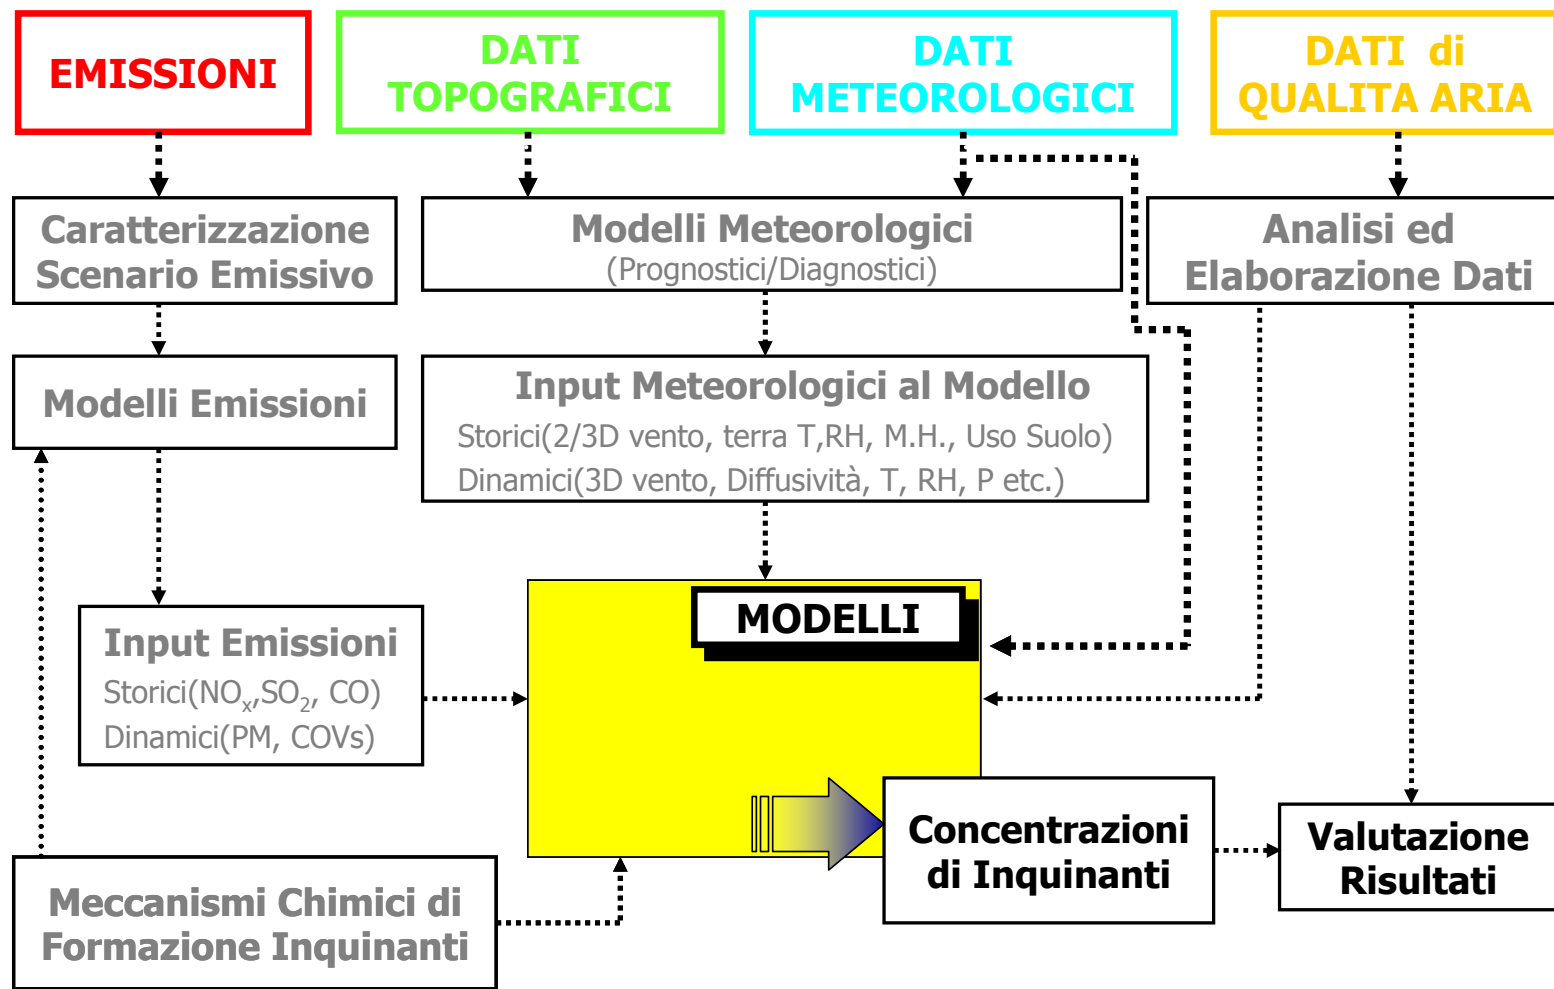 EMISSIONI
DATI
TOPOGRAFICI
DATI
METEOROLOGICI
DATI di
QUALITA ARIA
Caratterizzazione
Scenario Emissivo
Modelli Meteorologici
(Prognostici/Diagnostici)
Analisi ed
Elaborazione Dati
Modelli Emissioni
Input Meteorologici al Modello
Storici(2/3D vento, terra T,RH, M.H., Uso Suolo)
Dinamici(3D vento, Diffusività, T, RH, P etc.)
MODELLI
Input Emissioni
Storici(NOx,SO2, CO)
Dinamici(PM, COVs)
Concentrazioni
di Inquinanti
Valutazione
Risultati
Meccanismi Chimici di
Formazione Inquinanti